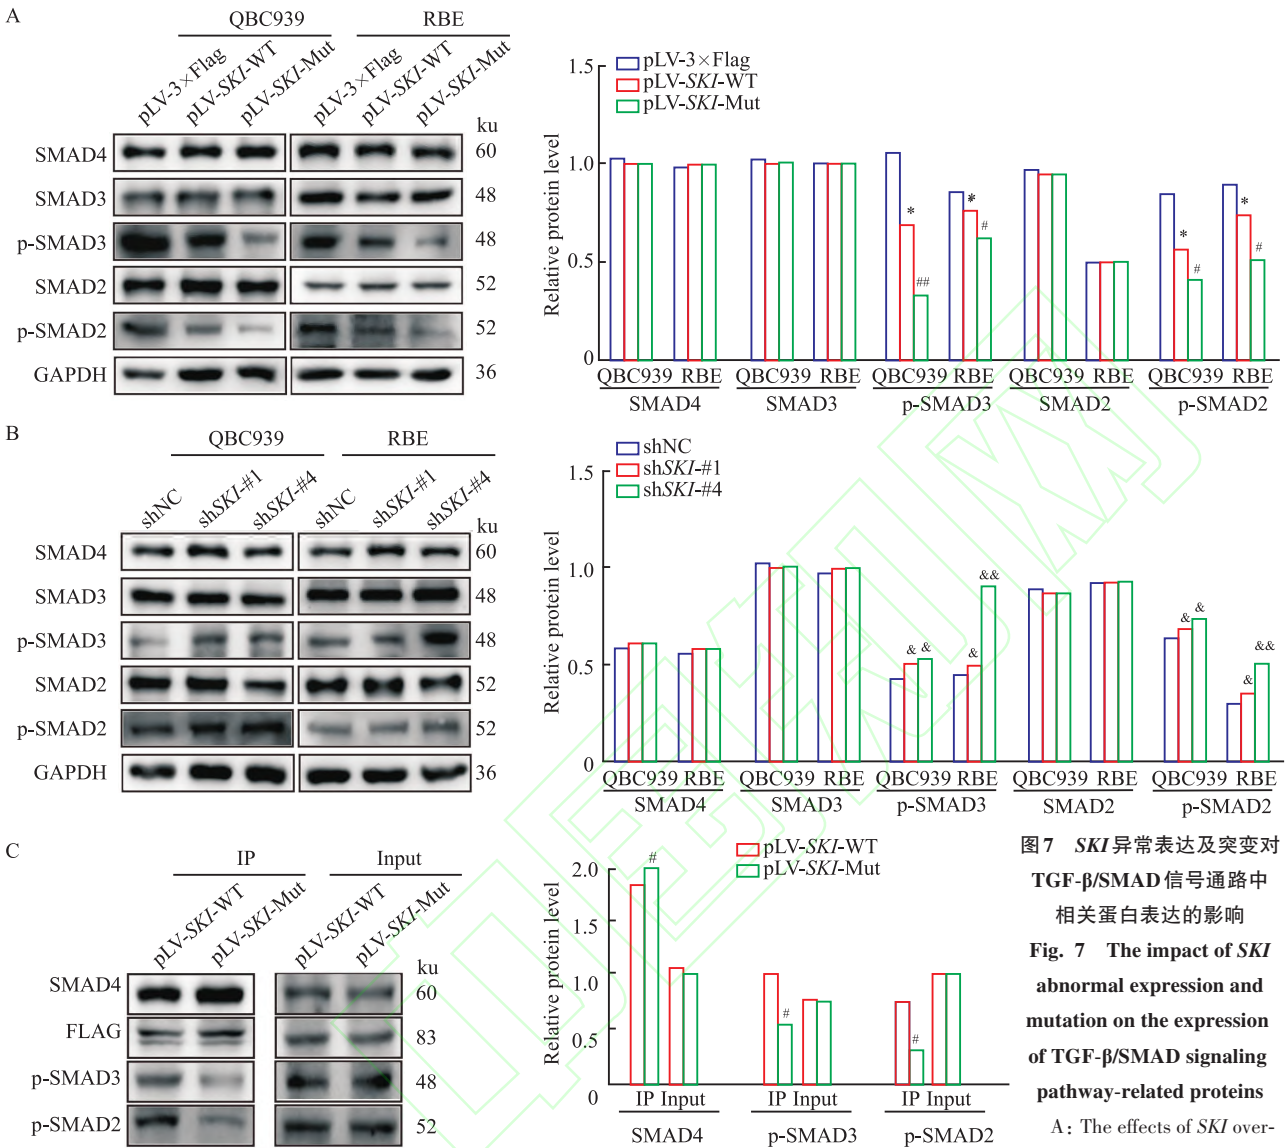 A
QBC939 RBE
pLV-3×Flag pLV-SKI-WT pLV-SKI-Mut pLV-3×Flag pLV-SKI-WT pLV-SKI-Mut
ku
SMAD4 60
SMAD3 48
p-SMAD3 48
SMAD2 52
p-SMAD2 52
GAPDH 36
pLV-3×Flag
pLV-SKI-WT
pLV-SKI-Mut
Relative protein level
1.5
1.0
0.5
0
* ## * # * # * #
QBC939 RBE QBC939 RBE QBC939 RBE QBC939 RBE QBC939 RBE
SMAD4 SMAD3 p-SMAD3 SMAD2 p-SMAD2
B
QBC939 RBE
shNC shSKI-#1 shSKI-#4 shNC shSKI-#1 shSKI-#4
ku
SMAD4 60
SMAD3 48
p-SMAD3 48
SMAD2 52
p-SMAD2 52
GAPDH 36
shNC
shSKI-#1
shSKI-#4
Relative protein level
1.5
1.0
0.5
0
& & & && & & & &&
QBC939 RBE QBC939 RBE QBC939 RBE QBC939 RBE QBC939 RBE
SMAD4 SMAD3 p-SMAD3 SMAD2 p-SMAD2
C
IP Input
pLV-SKI-WT pLV-SKI-Mut pLV-SKI-WT pLV-SKI-Mut
ku
SMAD4 60
FLAG 83
p-SMAD3 48
p-SMAD2 52
pLV-SKI-WT
pLV-SKI-Mut
Relative protein level
2.0
1.5
1.0
0.5
0
# # #
IP Input IP Input IP Input
SMAD4 p-SMAD3 p-SMAD2
图7 SKI异常表达及突变对
TGF-β/SMAD信号通路中
相关蛋白表达的影响
Fig. 7 The impact of SKI
abnormal expression and
mutation on the expression
of TGF-β/SMAD signaling
pathway-related proteins
A: The effects of SKI over-